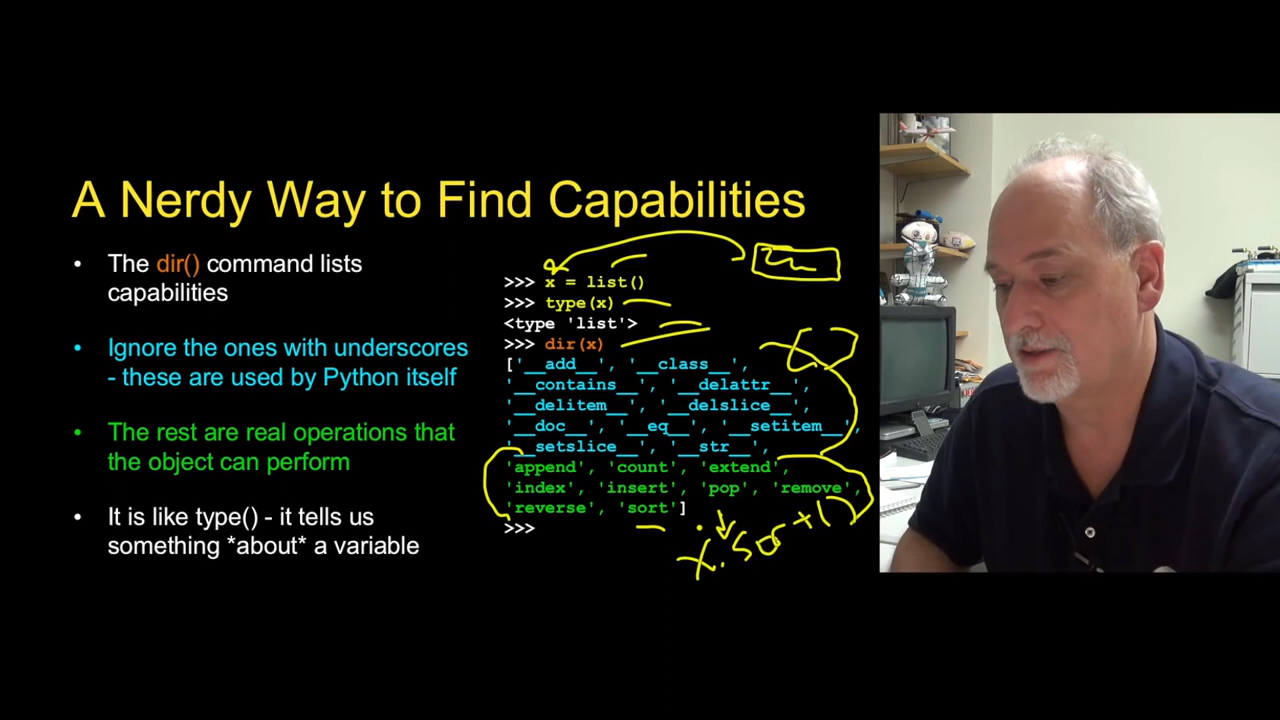 A Nerdy Way to Find Capabilities
• The dir() command lists
capabilities
• Ignore the ones with underscores
- these are used by Python itself
• The rest are real operations that
the object can perform
• It is like type() - it tells us
something *about* a variable
>>> x = list()
>>> type(x)
<type 'list'>
>>> dir(x)
['__add__', '__class__',
'__contains__', '__delattr__',
'__delitem__', '__delslice__',
'__doc__', '__eq__', '__setitem__',
'__setslice__', '__str__',
'append', 'count', 'extend',
'index', 'insert', 'pop', 'remove',
'reverse', 'sort']
>>>
x.sort()